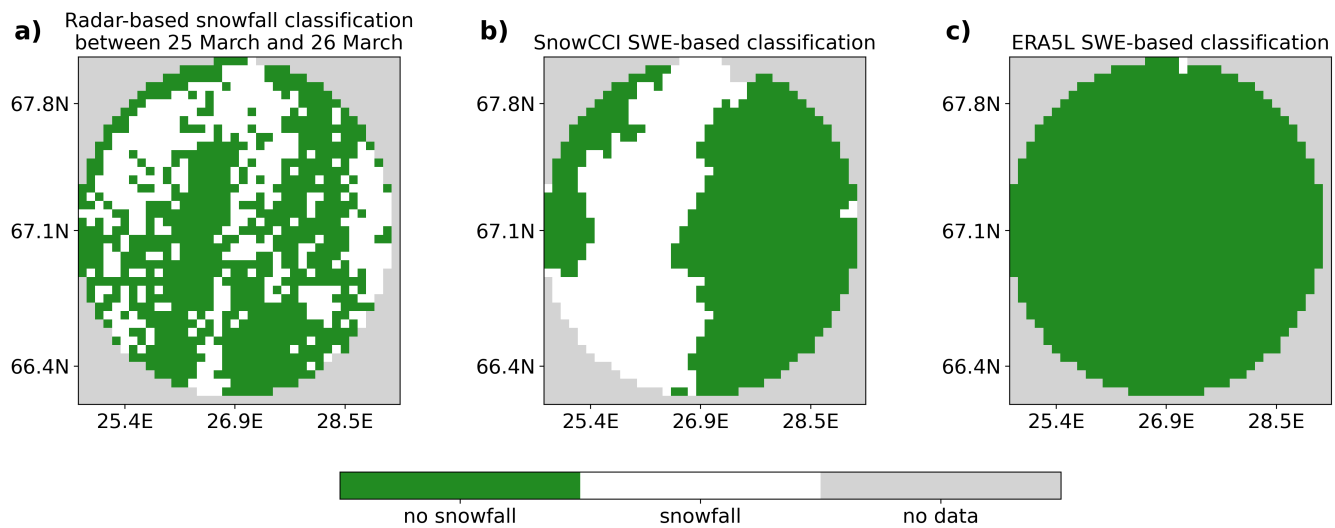 a)
Radar-based snowfall classification
between 25 March and 26 March
67.8N
67.1N
66.4N
25.4E 26.9E 28.5E
b)
SnowCCI SWE-based classification
67.8N
67.1N
66.4N
25.4E 26.9E 28.5E
c)
ERA5L SWE-based classification
67.8N
67.1N
66.4N
25.4E 26.9E 28.5E
no snowfall snowfall no data